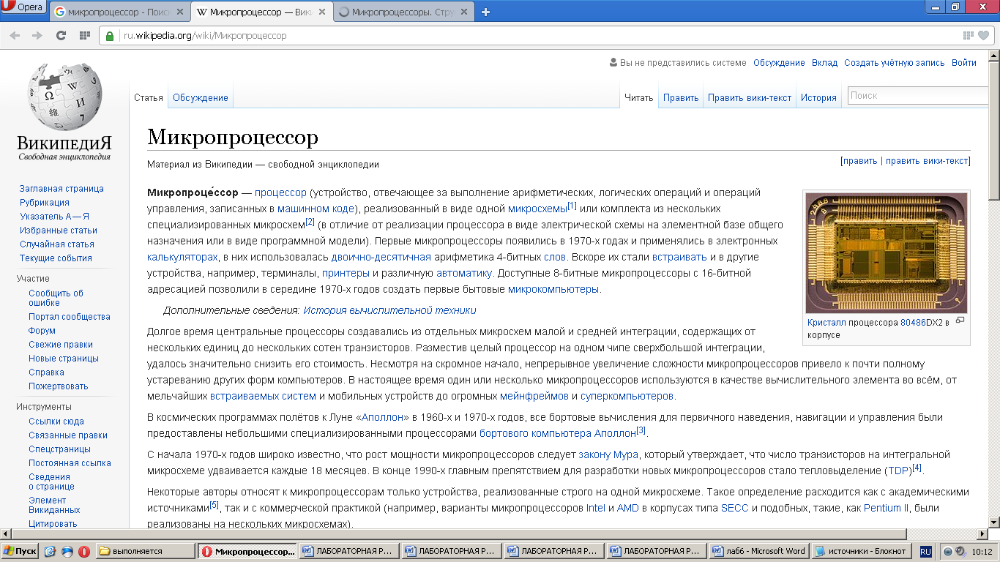 Opera
микропроцессор - Поис
Микропроцессор — Вик
Микропроцессоры. Стру
ru.wikipedia.org/wiki/Микропроцессор
Вы не представились системе Обсуждение Вклад Создать учётную запись Войти
Статья Обсуждение Читать Править Править вики-текст История Поиск
ВикипедиЯ
Свободная энциклопедия
Заглавная страница
Рубрикация
Указатель А — Я
Избранные статьи
Случайная статья
Текущие события
Участие
Сообщить об
ошибке
Портал сообщества
Форум
Свежие правки
Новые страницы
Справка
Пожертвовать
Инструменты
Ссылки сюда
Связанные правки
Спецстраницы
Постоянная ссылка
Сведения
о странице
Элемент
Викиданных
Цитировать
Микропроцессор
Материал из Википедии — свободной энциклопедии
[править | править вики-текст]
Микропроце́ссор — процессор (устройство, отвечающее за выполнение арифметических, логических операций и операций
управления, записанных в машинном коде), реализованный в виде одной микросхемы[1] или комплекта из нескольких
специализированных микросхем[2] (в отличие от реализации процессора в виде электрической схемы на элементной базе общего
назначения или в виде программной модели). Первые микропроцессоры появились в 1970-х годах и применялись в электронных
калькуляторах, в них использовалась двоично-десятичная арифметика 4-битных слов. Вскоре их стали встраивать и в другие
устройства, например, терминалы, принтеры и различную автоматику. Доступные 8-битные микропроцессоры с 16-битной
адресацией позволили в середине 1970-х годов создать первые бытовые микрокомпьютеры.
Кристалл процессора 80486DX2 в
корпусе
Дополнительные сведения: История вычислительной техники
Долгое время центральные процессоры создавались из отдельных микросхем малой и средней интеграции, содержащих от
нескольких единиц до нескольких сотен транзисторов. Разместив целый процессор на одном чипе сверхбольшой интеграции,
удалось значительно снизить его стоимость. Несмотря на скромное начало, непрерывное увеличение сложности микропроцессоров привело к почти полному
устареванию других форм компьютеров. В настоящее время один или несколько микропроцессоров используются в качестве вычислительного элемента во всём, от
мельчайших встраиваемых систем и мобильных устройств до огромных мейнфреймов и суперкомпьютеров.
В космических программах полётов к Луне «Аполлон» в 1960-х и 1970-х годов, все бортовые вычисления для первичного наведения, навигации и управления были
предоставлены небольшими специализированными процессорами бортового компьютера Аполлон[3].
С начала 1970-х годов широко известно, что рост мощности микропроцессоров следует закону Мура, который утверждает, что число транзисторов на интегральной
микросхеме удваивается каждые 18 месяцев. В конце 1990-х главным препятствием для разработки новых микропроцессоров стало тепловыделение (TDP)[4].
Некоторые авторы относят к микропроцессорам только устройства, реализованные строго на одной микросхеме. Такое определение расходится как с академическими
источниками[5], так и с коммерческой практикой (например, варианты микропроцессоров Intel и AMD в корпусах типа SECC и подобных, такие, как Pentium II, были
реализованы на нескольких микросхемах).
Пуск
выполняется
Микропроцессор...
ЛАБОРАТОРНАЯ Р...
ЛАБОРАТОРНАЯ Р...
ЛАБОРАТОРНАЯ Р...
ЛАБОРАТОРНАЯ Р...
лаб6 - Microsoft Word
источники - Блокнот
RU
10:12